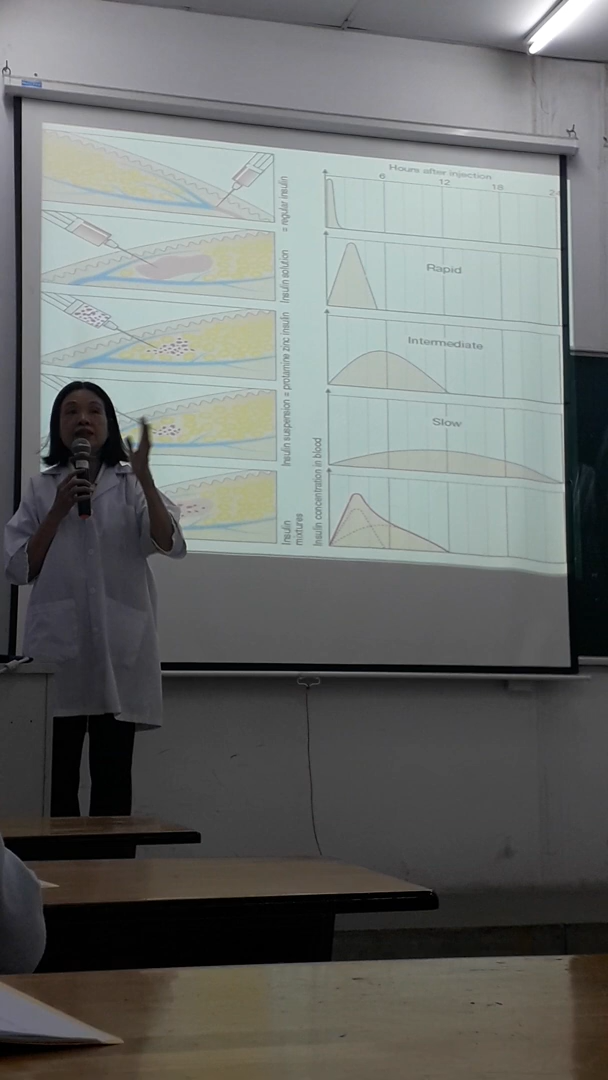 Hours after injection
6
12
18
24
= regular insulin
Insulin solution
Rapid
Insulin suspension = protamine zinc insulin
Intermediate
Slow
Insulin
mixtures
Insulin concentration in blood